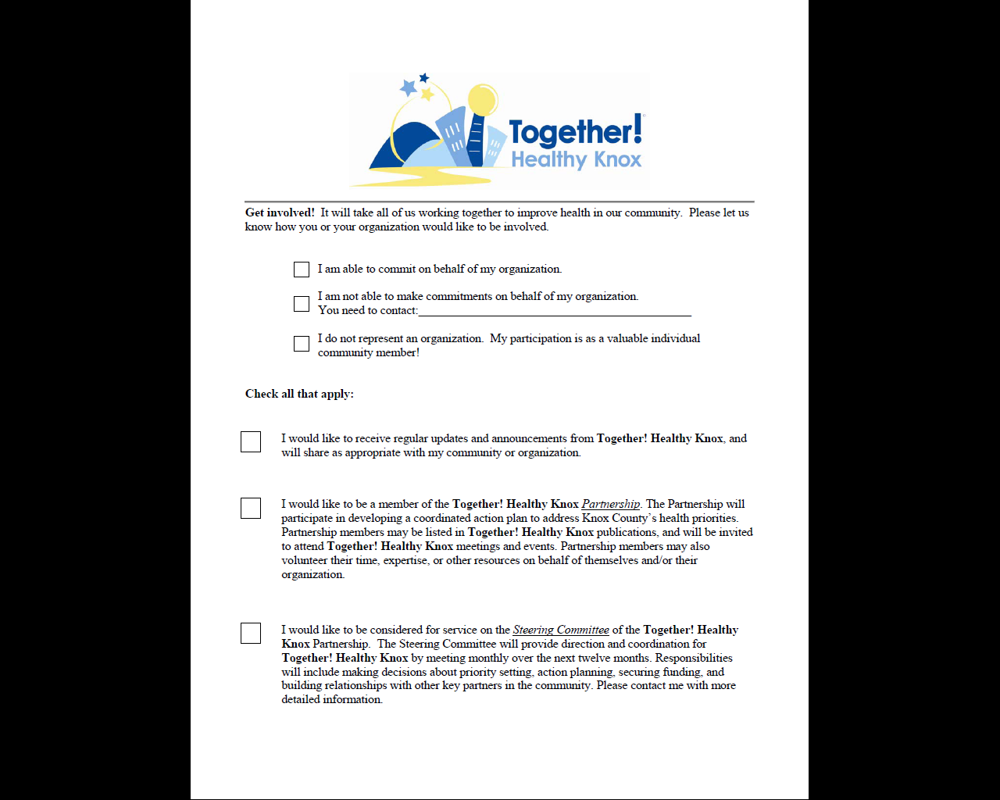 Together!
Healthy Knox
Get involved!  It will take all of us working together to improve health in our community.  Please let us
know how you or your organization would like to be involved.
I am able to commit on behalf of my organization.
I am not able to make commitments on behalf of my organization.
You need to contact:_______________________________________________
I do not represent an organization.  My participation is as a valuable individual
community member!
Check all that apply:
I would like to receive regular updates and announcements from Together! Healthy Knox, and
will share as appropriate with my community or organization.
I would like to be a member of the Together! Healthy Knox Partnership. The Partnership will
participate in developing a coordinated action plan to address Knox County’s health priorities.
Partnership members may be listed in Together! Healthy Knox publications, and will be invited
to attend Together! Healthy Knox meetings and events. Partnership members may also
volunteer their time, expertise, or other resources on behalf of themselves and/or their
organization.
I would like to be considered for service on the Steering Committee of the Together! Healthy
Knox Partnership.  The Steering Committee will provide direction and coordination for
Together! Healthy Knox by meeting monthly over the next twelve months. Responsibilities
will include making decisions about priority setting, action planning, securing funding, and
building relationships with other key partners in the community. Please contact me with more
detailed information.